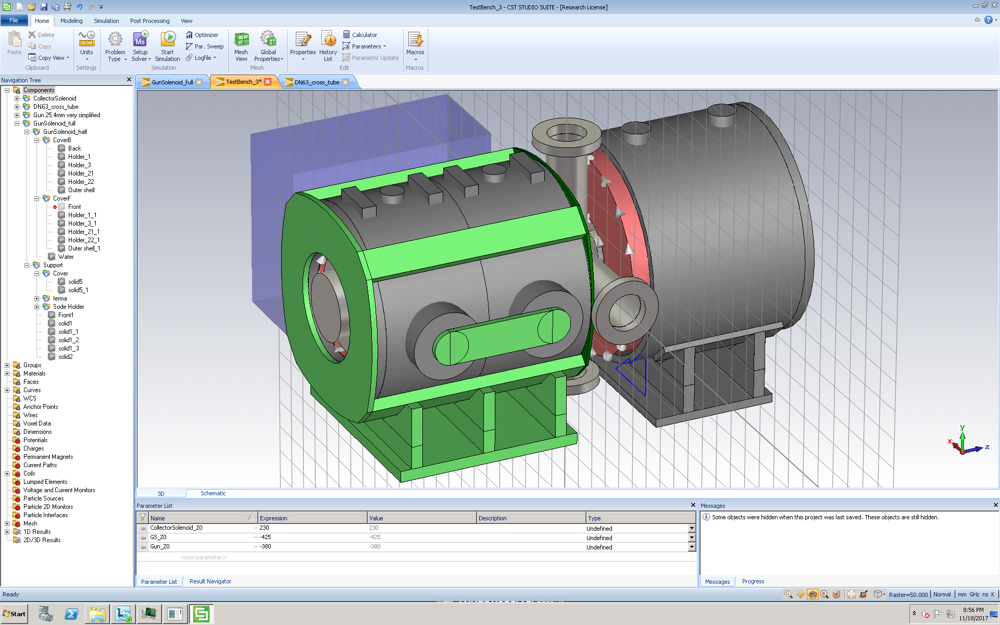 TestBench_3 - CST STUDIO SUITE - [Research License]
File Home Modeling Simulation Post Processing View
Paste
Delete
Copy
Copy View
Clipboard
Units
Settings
Problem Type
Setup Solver
Start Simulation
Optimizer
Par. Sweep
Logfile
Simulation
Mesh View
Global Properties
Mesh
Properties
History List
Calculator
Parameters
Parametric Update
Edit
Macros
Macros
Navigation Tree
GunSolenoid_full TestBench_3* DN63_cross_tube
Components
CollectorSolenoid
DN63_cross_tube
Gun 25.4mm very simplified
GunSolenoid_full
GunSolenoid_half
CoverB
Back
Holder_1
Holder_3
Holder_21
Holder_22
Outer shell
CoverF
Front
Holder_1_1
Holder_3_1
Holder_21_1
Holder_22_1
Outer shell_1
Water
Support
Cover
solid5
solid5_1
ferma
Sode Holder
Front1
solid1
solid1_1
solid1_2
solid1_3
solid2
Groups
Materials
Faces
Curves
WCS
Anchor Points
Wires
Voxel Data
Dimensions
Potentials
Charges
Permanent Magnets
Current Paths
Coils
Lumped Elements
Voltage and Current Monitors
Particle Sources
Particle 2D Monitors
Particle Interfaces
Mesh
1D Results
2D/3D Results
y
x
z
3D Schematic
Parameter List
Name Expression Value Description Type
CollectorSolenoid_Z0 = 230 230 Undefined
GS_Z0 = -425 -425 Undefined
Gun_Z0 = -380 -380 Undefined
<new parameter>
Parameter List Result Navigator
Messages
Some objects were hidden when this project was last saved. These objects are still hidden.
Messages Progress
Ready
Raster=50.000 Normal mm GHz ns K
Start
8:56 PM
11/18/2017